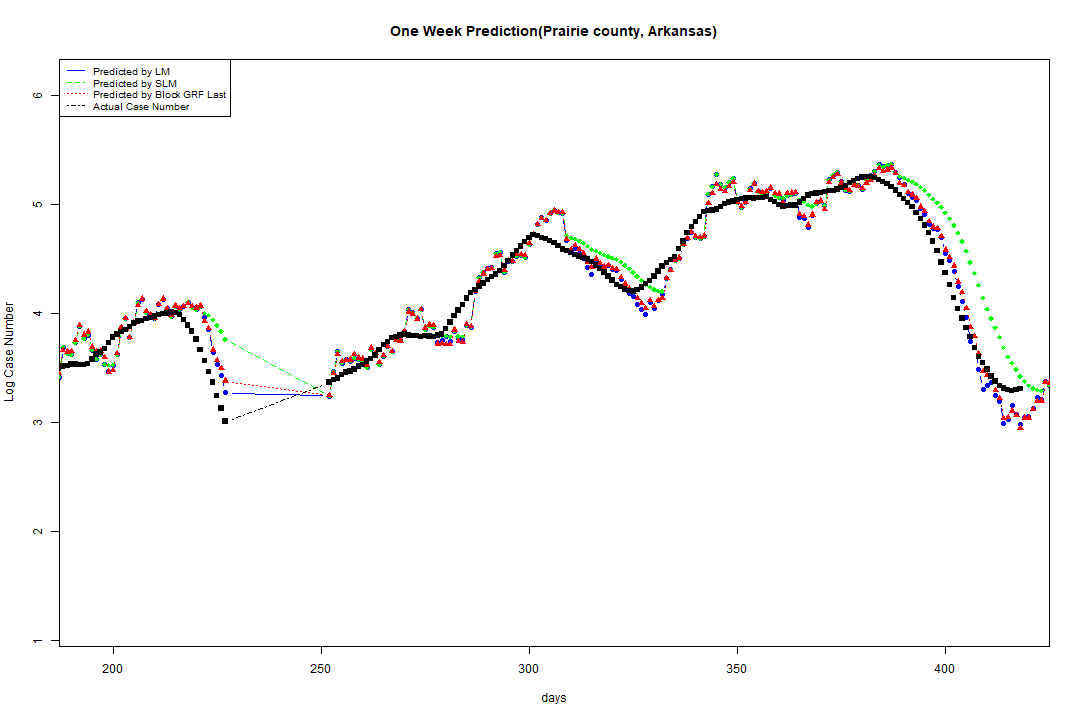 One Week Prediction(Prairie county, Arkansas)
Predicted by LM
Predicted by SLM
Predicted by Block GRF Last
Actual Case Number
Log Case Number
6
5
4
3
2
1
200 250 300 350 400
days